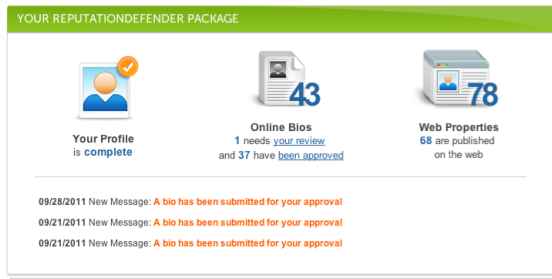 YOUR REPUTATIONDEFENDER PACKAGE
43
78
Your Profile
is complete
Online Bios
1 needs your review
and 37 have been approved
Web Properties
68 are published
on the web
09/28/2011 New Message: A bio has been submitted for your approval
09/21/2011 New Message: A bio has been submitted for your approval
09/21/2011 New Message: A bio has been submitted for your approval